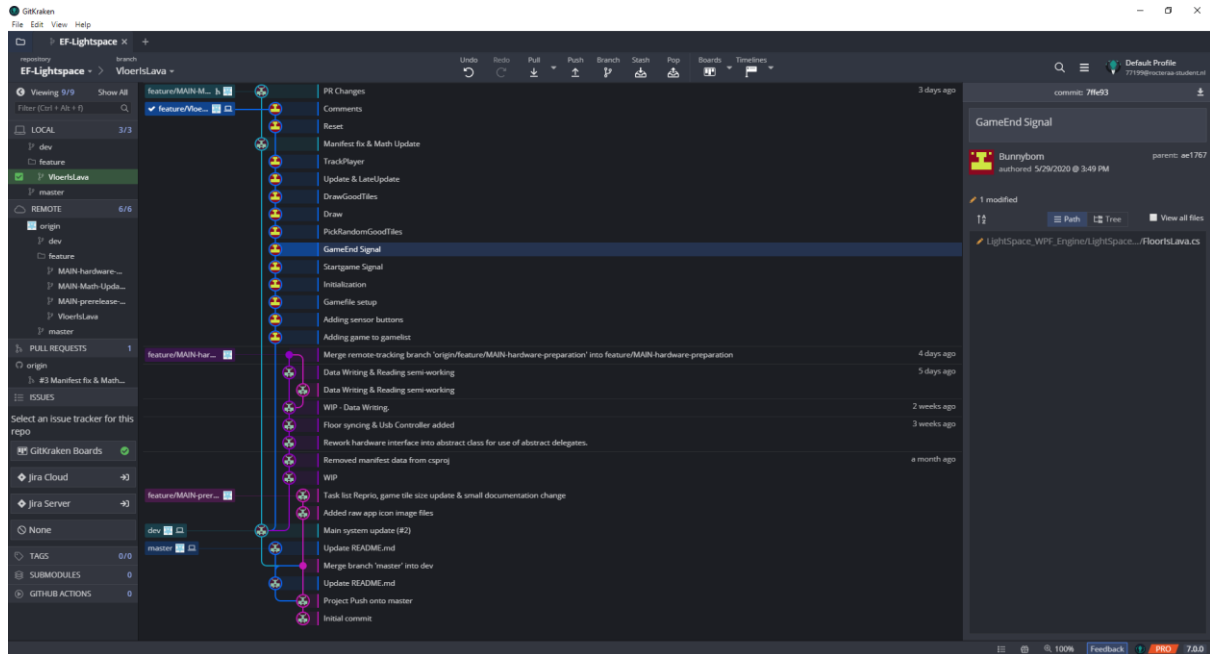 GitKraken
File Edit View Help
EF-Lightspace × +
repository
EF-Lightspace
branch
VloerIsLava
Undo Redo Pull Push Branch Stash Pop Boards Timelines
Default Profile
Viewing 9/9 Show All
Filter (Ctrl + Alt + f)
LOCAL 3/3
dev
feature
VloerIsLava
master
REMOTE 6/6
origin
dev
feature
MAIN-hardware-...
MAIN-Math-Upda...
MAIN-prerelease-...
VloerIsLava
master
PULL REQUESTS 1
origin
#3 Manifest fix & Math...
ISSUES
Select an issue tracker for this
repo
GitKraken Boards
Jira Cloud
Jira Server
None
TAGS 0/0
SUBMODULES 0
GITHUB ACTIONS 0
feature/MAIN-M... PR Changes 3 days ago
feature/Vloe... Comments
Reset
Manifest fix & Math Update
TrackPlayer
Update & LateUpdate
DrawGoodTiles
Draw
PickRandomGoodTiles
GameEnd Signal
Startgame Signal
Initialization
Gamefile setup
Adding sensor buttons
Adding game to gamelist
feature/MAIN-har... Merge remote-tracking branch 'origin/feature/MAIN-hardware-preparation' into feature/MAIN-hardware-preparation 4 days ago
Data Writing & Reading semi-working 5 days ago
Data Writing & Reading semi-working
WIP - Data Writing. 2 weeks ago
Floor syncing & Usb Controller added 3 weeks ago
Rework hardware interface into abstract class for use of abstract delegates.
Removed manifest data from csproj a month ago
WIP
feature/MAIN-prer... Task list Reprio, game tile size update & small documentation change
Added raw app icon image files
dev Main system update (#2)
master Update README.md
Merge branch 'master' into dev
Update README.md
Project Push onto master
Initial commit
commit: 7ffe93
GameEnd Signal
Bunnybom parent: ae1767
authored 5/29/2020 @ 3:49 PM
1 modified
Path Tree View all files
LightSpace_WPF_Engine/LightSpace.../FloorIsLava.cs
100% Feedback PRO 7.0.0